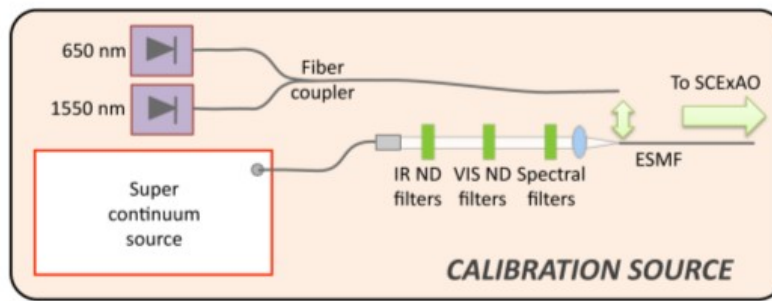 650 nm
1550 nm
Fiber
coupler
To SCExAO
Super
continuum
source
IR ND
filters
VIS ND
filters
Spectral
filters
ESMF
CALIBRATION SOURCE